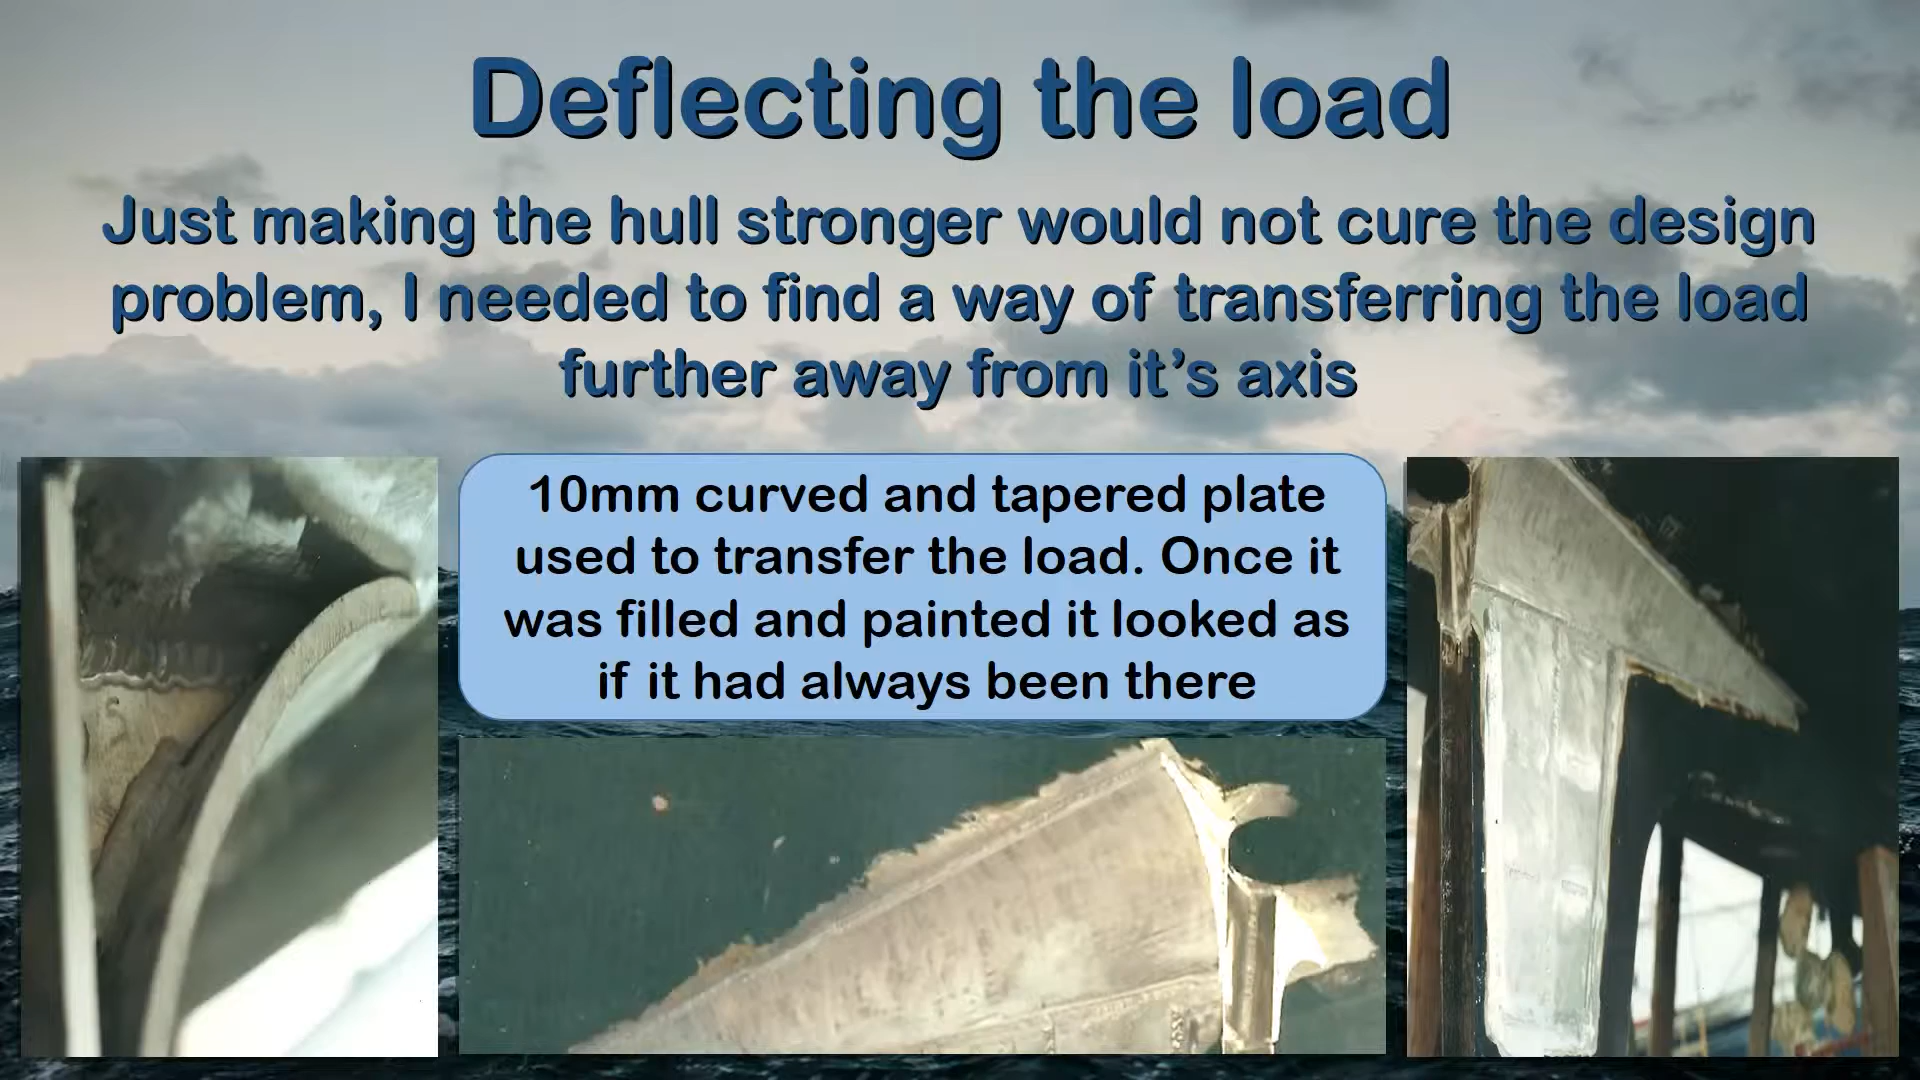 Deflecting the load
Just making the hull stronger would not cure the design
problem, I needed to find a way of transferring the load
further away from it’s axis
10mm curved and tapered plate
used to transfer the load. Once it
was filled and painted it looked as
if it had always been there